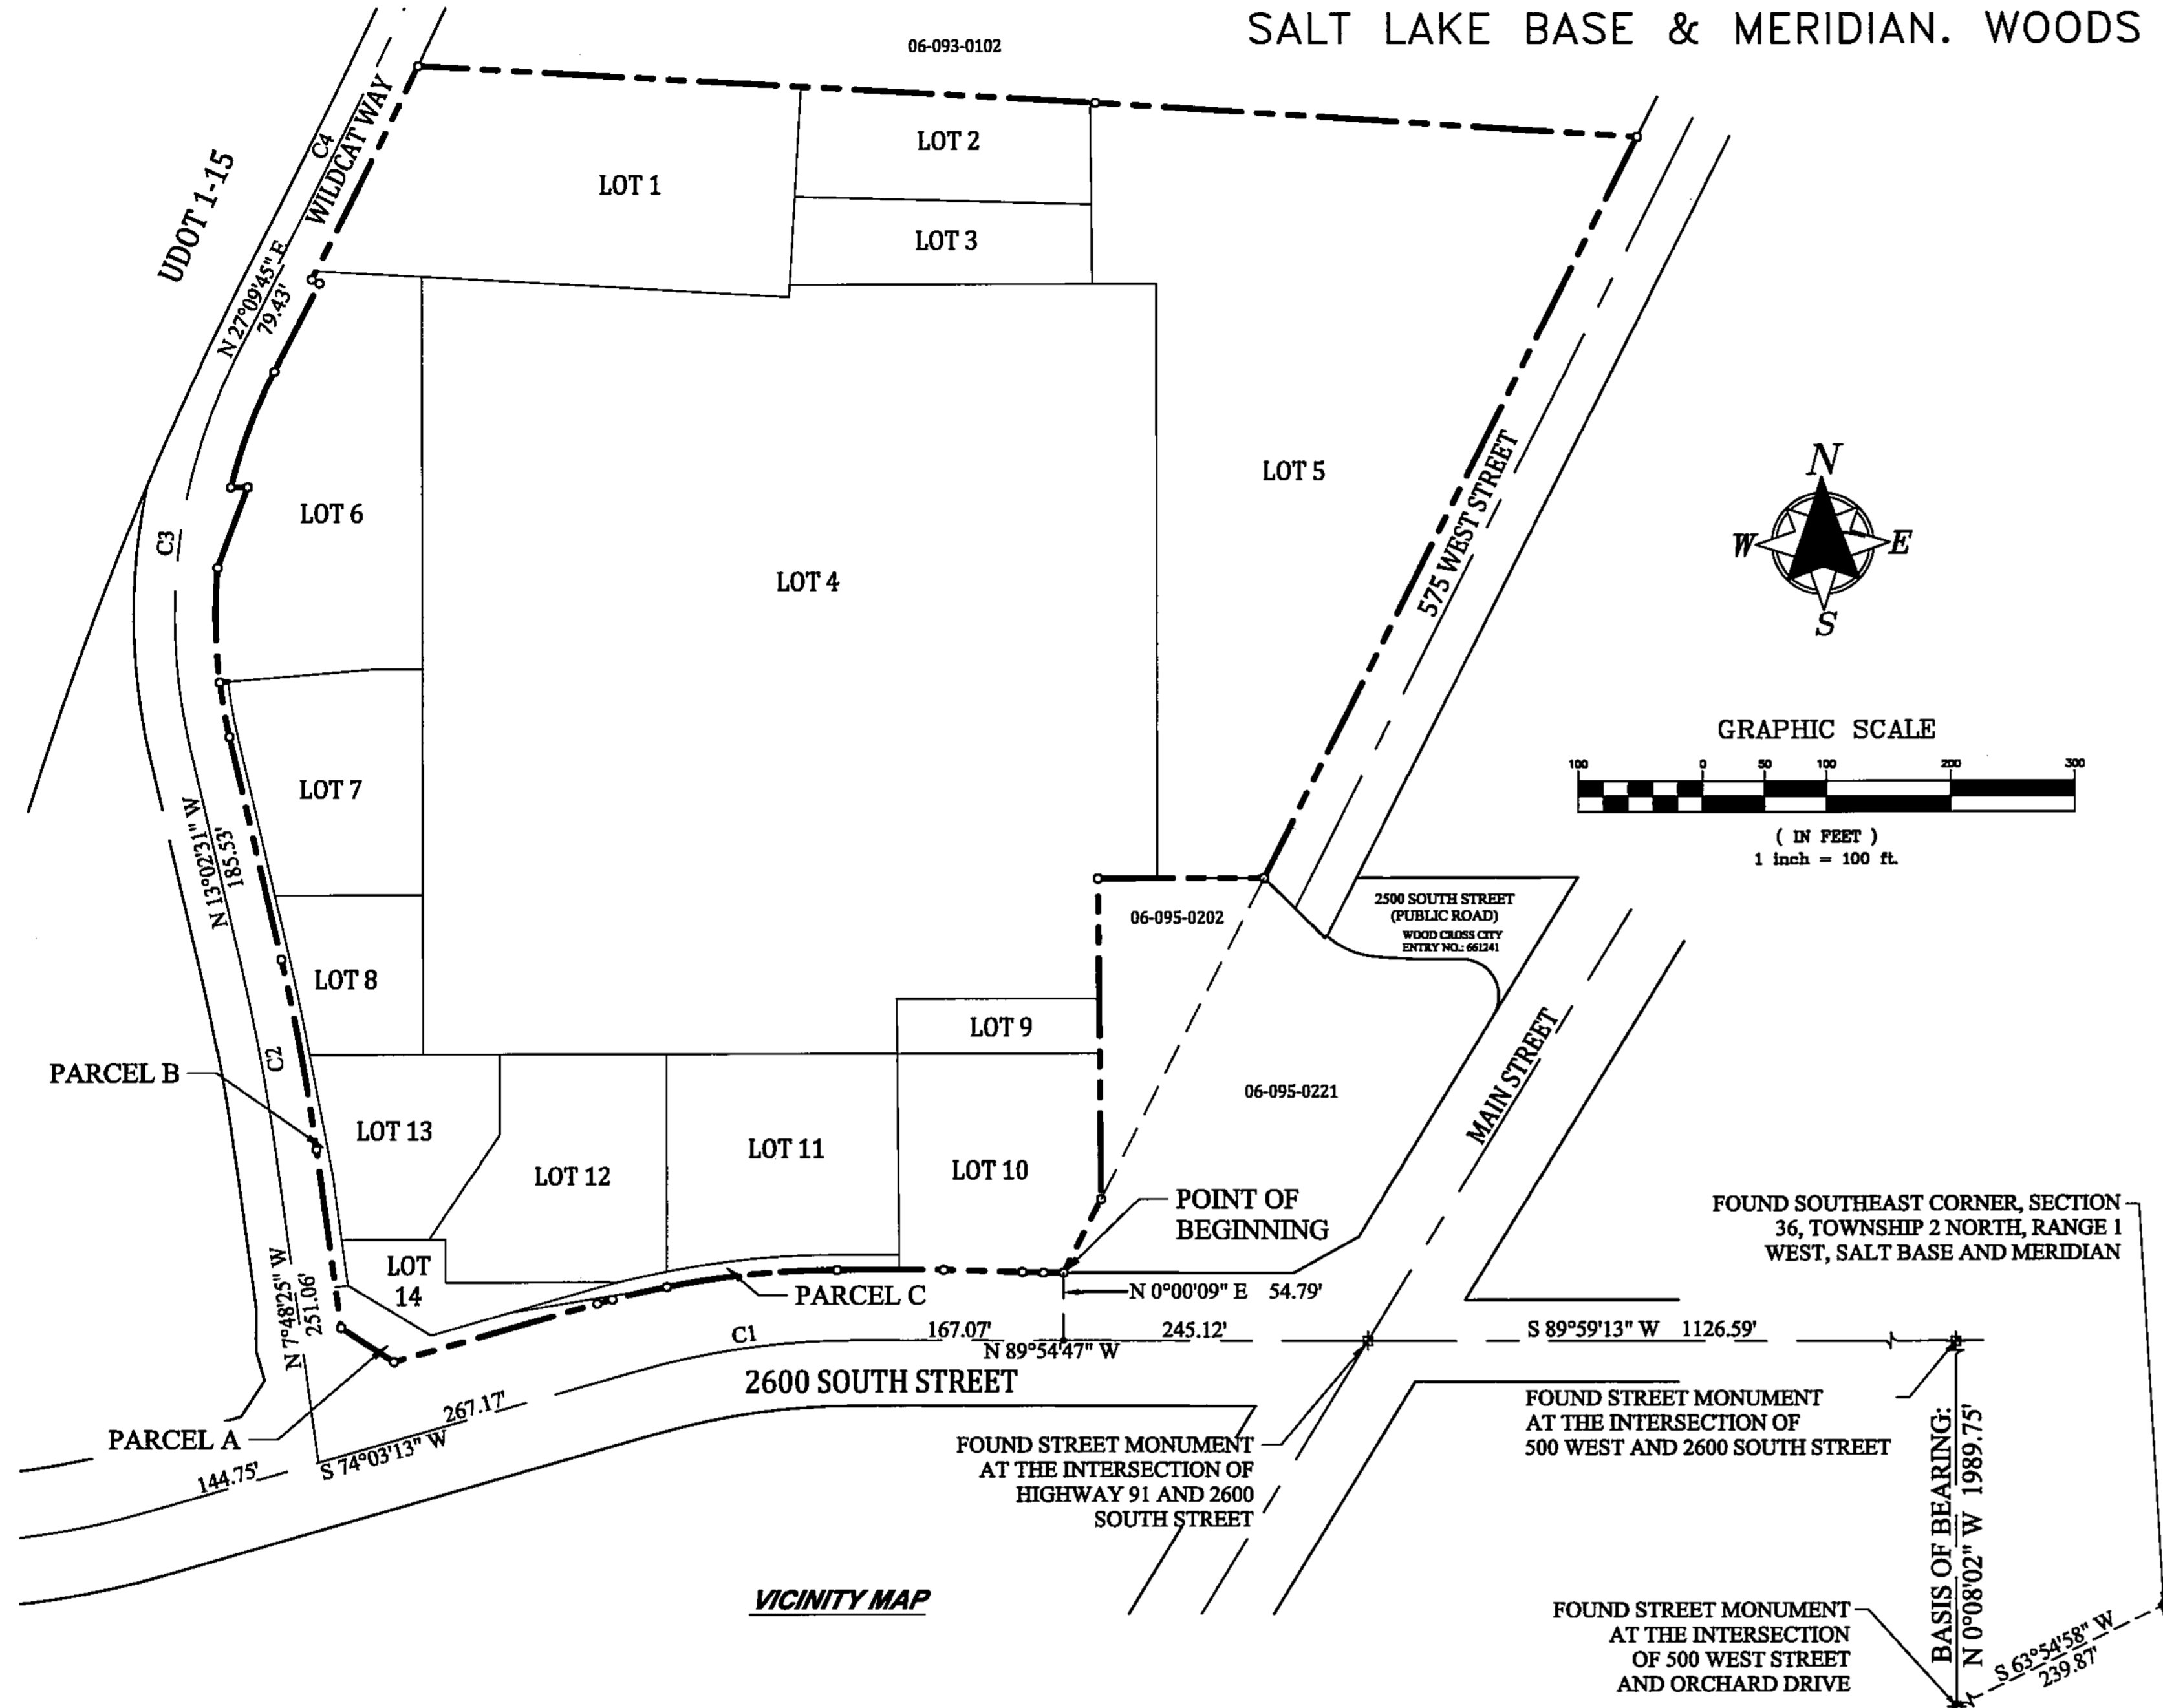 SALT LAKE BASE & MERIDIAN. WOODS
06-093-0102
UDOT 1-15
C4
WILDCAT WAY
N 27°09'45" E
79.43'
LOT 1
LOT 2
LOT 3
LOT 4
LOT 5
LOT 6
C3
575 WEST STREET
N
W
E
S
GRAPHIC SCALE
100
0
50
100
200
300
( IN FEET )
1 inch = 100 ft.
LOT 7
N 13°02'31" W
185.53'
LOT 8
06-095-0202
2500 SOUTH STREET
(PUBLIC ROAD)
WOOD CROSS CITY
ENTRY NO.: 661241
LOT 9
C2
PARCEL B
MAIN STREET
06-095-0221
LOT 13
LOT 12
LOT 11
LOT 10
POINT OF
BEGINNING
FOUND SOUTHEAST CORNER, SECTION
36, TOWNSHIP 2 NORTH, RANGE 1
WEST, SALT BASE AND MERIDIAN
LOT
14
N 7°48'25" W
251.06'
PARCEL C
N 0°00'09" E 54.79'
C1
167.07'
245.12'
N 89°54'47" W
S 89°59'13" W 1126.59'
2600 SOUTH STREET
267.17'
S 74°03'13" W
144.75'
PARCEL A
FOUND STREET MONUMENT
AT THE INTERSECTION OF
HIGHWAY 91 AND 2600
SOUTH STREET
FOUND STREET MONUMENT
AT THE INTERSECTION OF
500 WEST AND 2600 SOUTH STREET
BASIS OF BEARING:
N 0°08'02" W 1989.75'
VICINITY MAP
FOUND STREET MONUMENT
AT THE INTERSECTION
OF 500 WEST STREET
AND ORCHARD DRIVE
S 63°54'58" W
239.87'